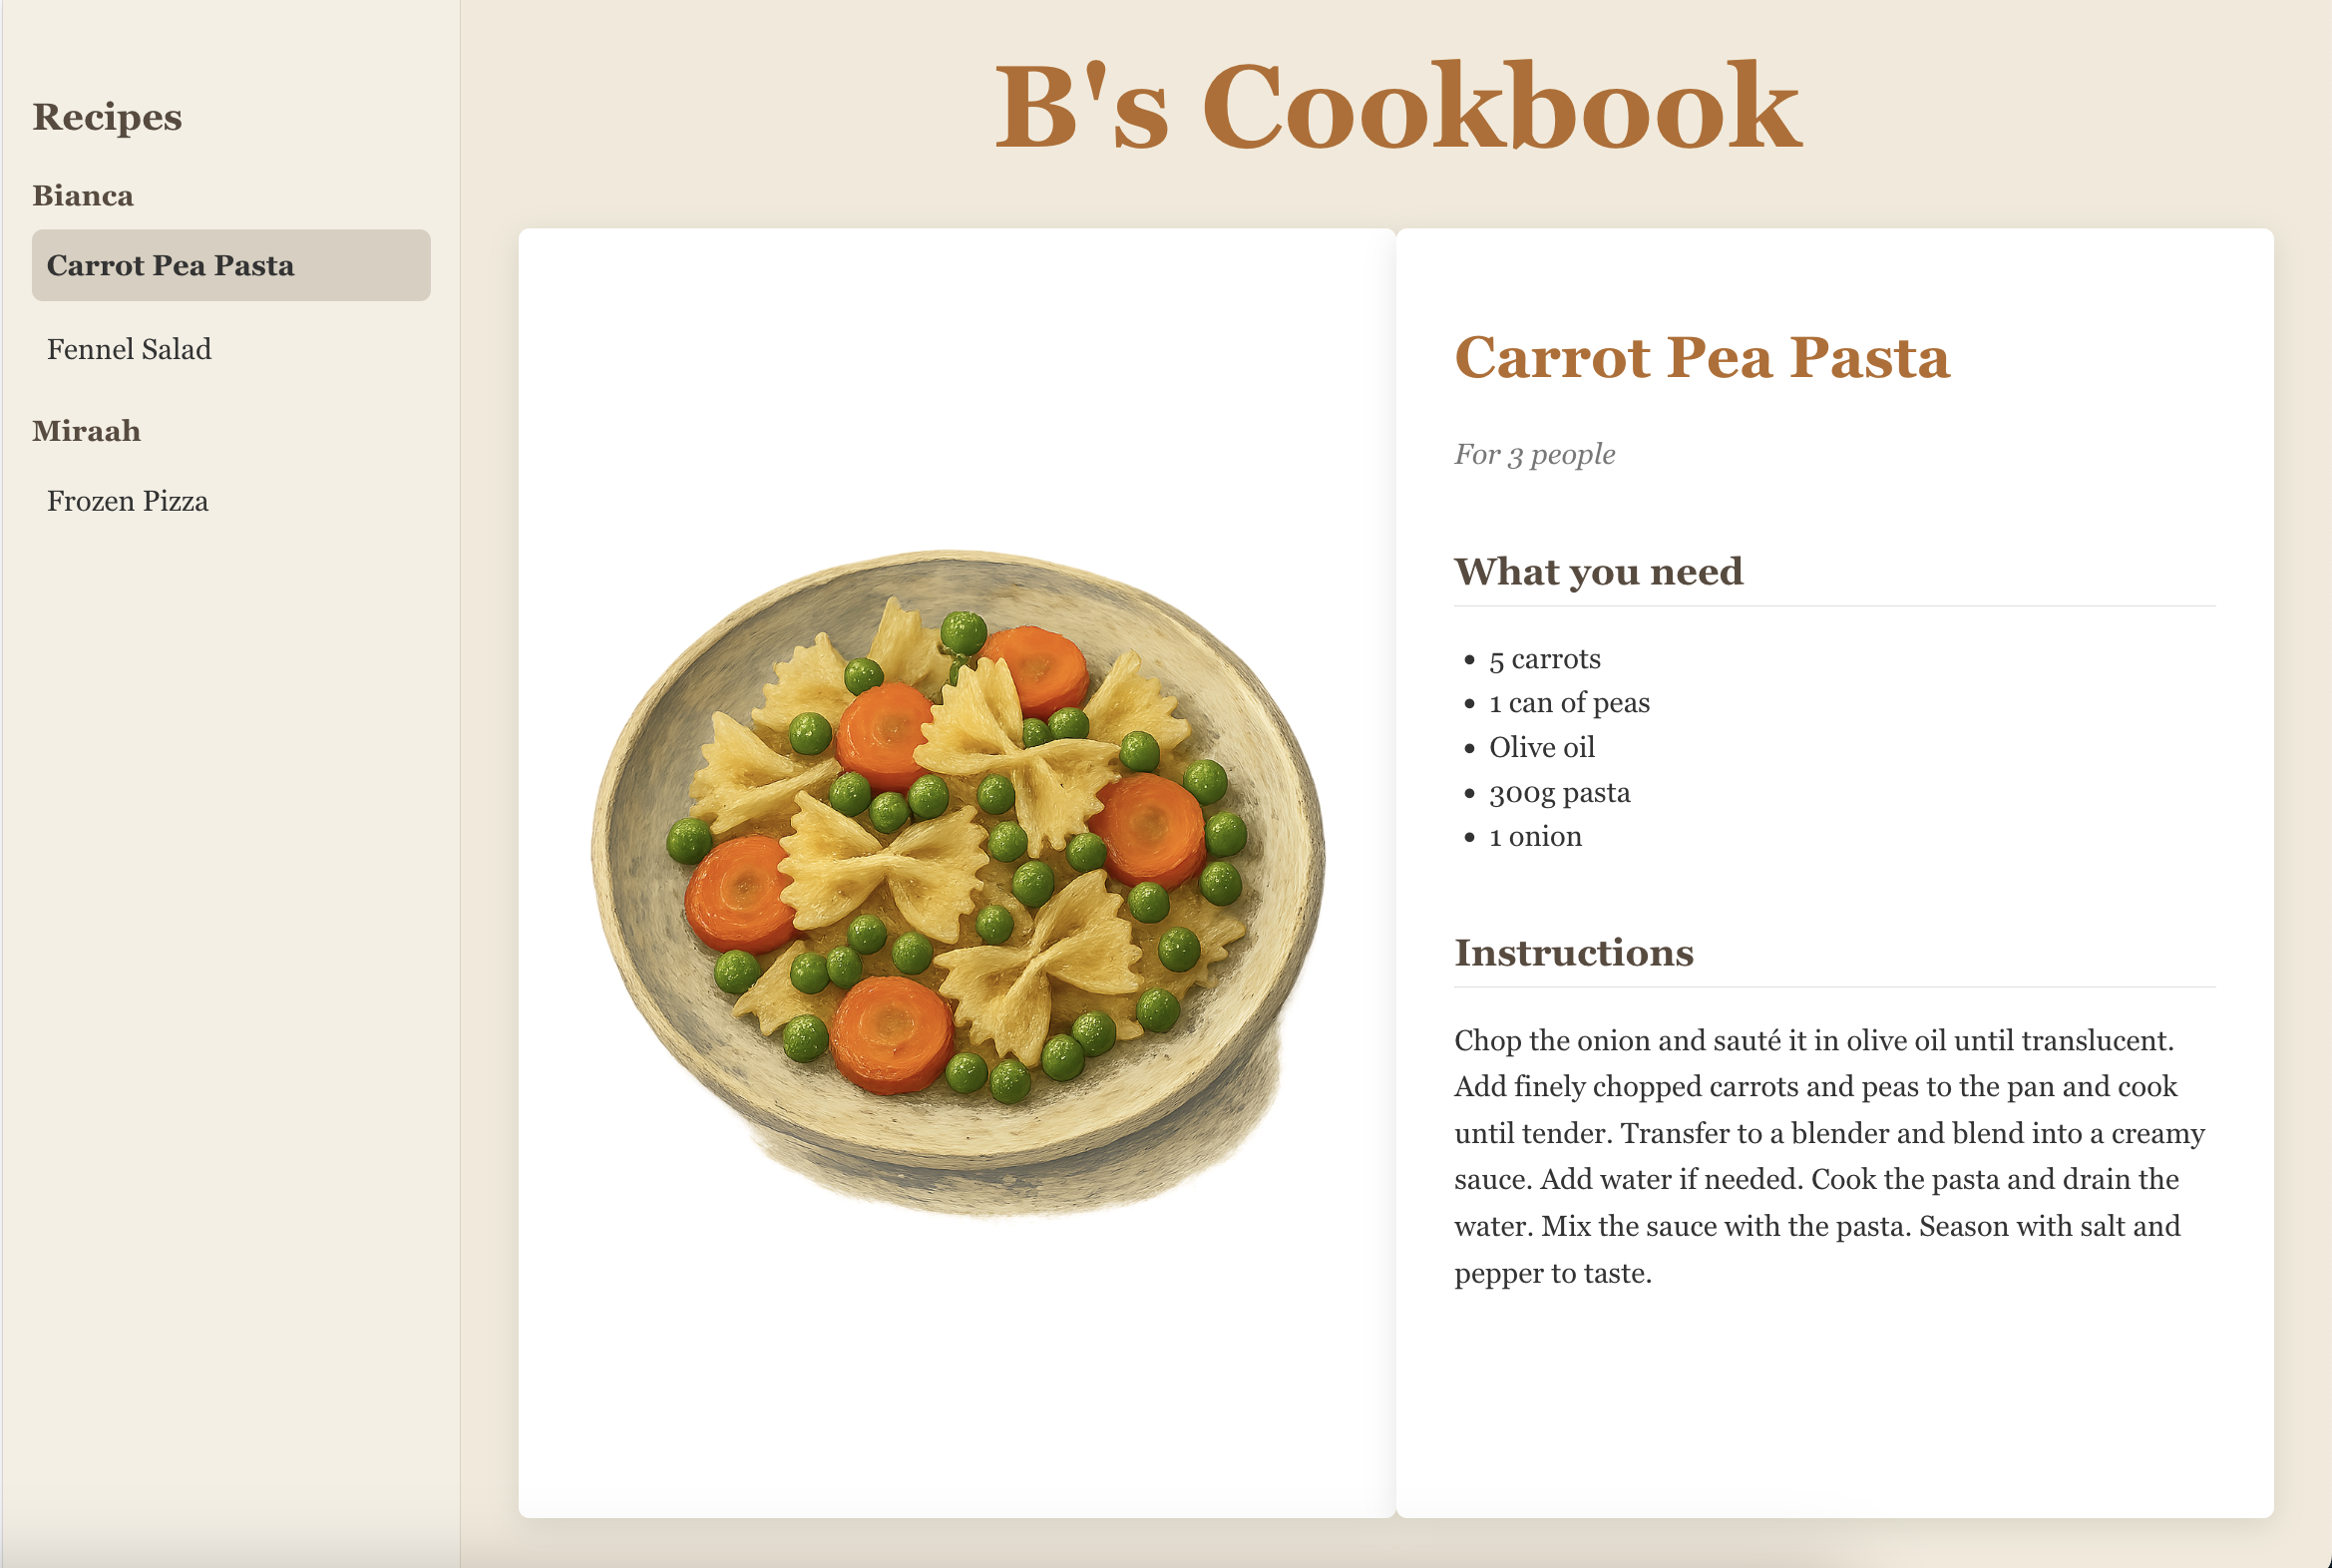 Recipes
Bianca
Carrot Pea Pasta
Fennel Salad
Miraah
Frozen Pizza
B's Cookbook
Carrot Pea Pasta
For 3 people
What you need
• 5 carrots
• 1 can of peas
• Olive oil
• 300g pasta
• 1 onion
Instructions
Chop the onion and sauté it in olive oil until translucent.
Add finely chopped carrots and peas to the pan and cook
until tender. Transfer to a blender and blend into a creamy
sauce. Add water if needed. Cook the pasta and drain the
water. Mix the sauce with the pasta. Season with salt and
pepper to taste.